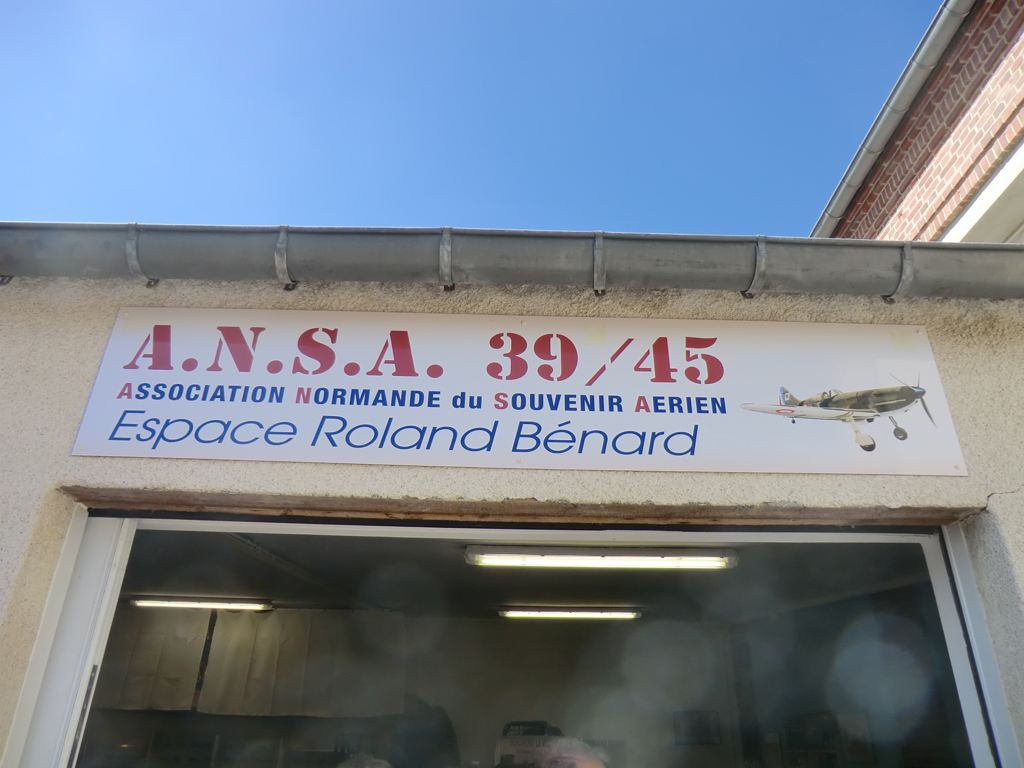 A.N.S.A. 39/45
ASSOCIATION NORMANDE du SOUVENIR AERIEN
Espace Roland Bénard